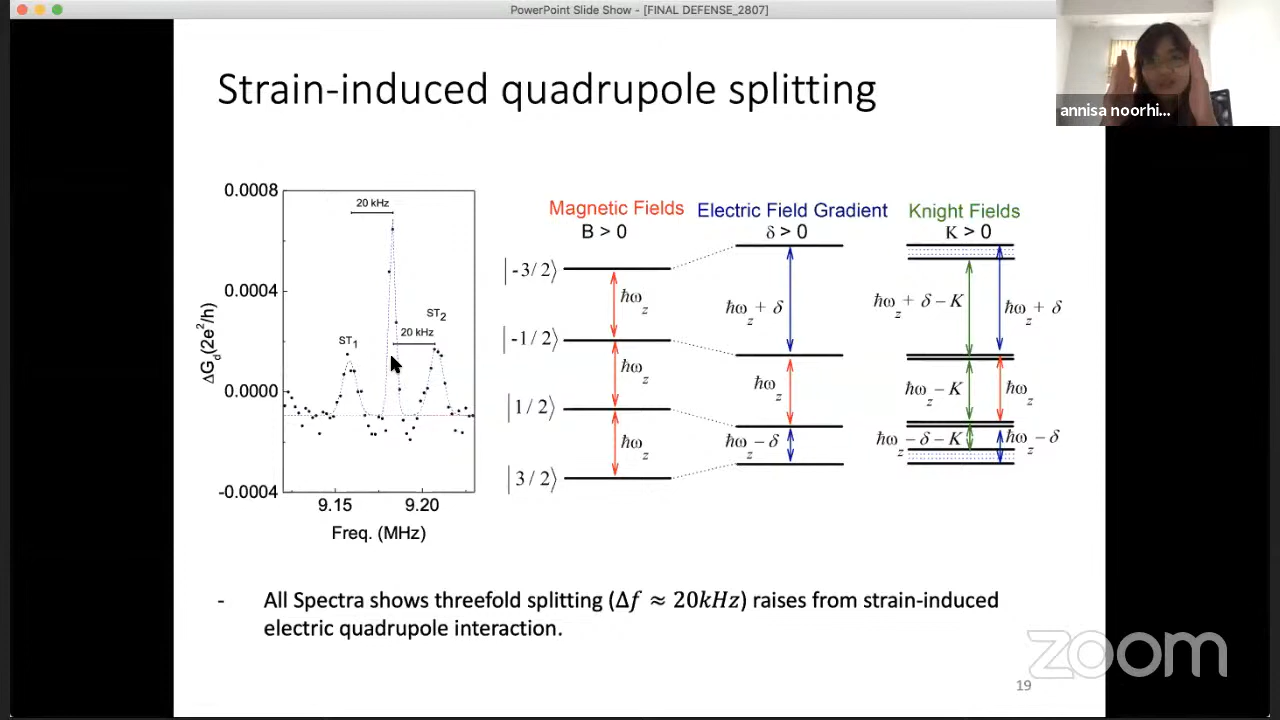 PowerPoint Slide Show - [FINAL DEFENSE_2807]
annisa noorhi...
Strain-induced quadrupole splitting
0.0008
0.0004
0.0000
-0.0004
ΔG_d(2e²/h)
20 kHz
ST₁
20 kHz
ST₂
9.15 9.20
Freq. (MHz)
Magnetic Fields
B > 0
|-3/2⟩
|-1/2⟩
|1/2⟩
|3/2⟩
ħω_z
ħω_z
ħω_z
Electric Field Gradient
δ > 0
ħω_z + δ
ħω_z
ħω_z − δ
Knight Fields
K > 0
ħω_z + δ − K
ħω_z + δ
ħω_z − K
ħω_z
ħω_z − δ − K
ħω_z − δ
- All Spectra shows threefold splitting (Δf ≈ 20kHz) raises from strain-induced
electric quadrupole interaction.
19
zoom